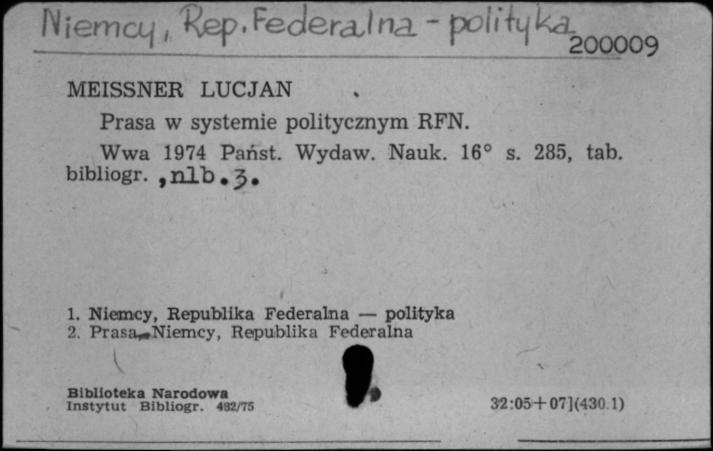 Niemcy, Rep. Federalna - polityka
200009
MEISSNER LUCJAN
Prasa w systemie politycznym RFN.
Wwa 1974 Państ. Wydaw. Nauk. 16° s. 285, tab.
bibliogr. , nlb. 3.
1. Niemcy, Republika Federalna — polityka
2. Prasa - Niemcy, Republika Federalna
Biblioteka Narodowa
Instytut Bibliogr. 482/75
32:05+07](430.1)